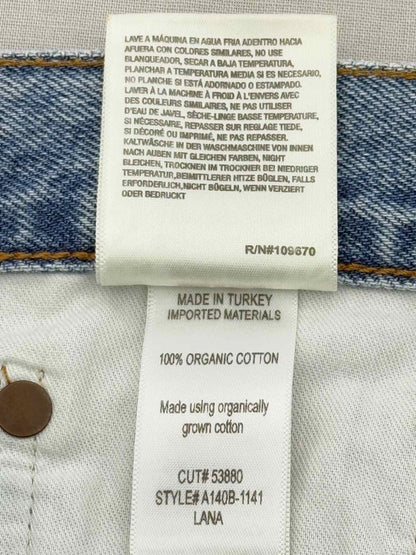 LAVE A MÁQUINA EN AGUA FRIA ADENTRO HACIA
AFUERA CON COLORES SIMILARES, NO USE
BLANQUEADOR, SECAR A BAJA TEMPERATURA.
PLANCHAR A TEMPERATURA MEDIA SI ES NECESARIO,
NO PLANCHE SI ESTÁ ADORNADO O ESTAMPADO.
LAVER À LA MACHINE À FROID À L'ENVERS AVEC
DES COULEURS SIMILAIRES, NE PAS UTILISER
D'EAU DE JAVEL, SÈCHE-LINGE BASSE TEMPERATURE,
SI NÉCESSAIRE, REPASSER SUR REGLAGE TIEDE,
SI DÉCORÉ OU IMPRIMÉ, NE PAS REPASSER.
KALTWÄSCHE IN DER WASCHMASCHINE VON INNEN
NACH AUßEN MIT GLEICHEN FARBEN, NIGHT
BLEICHEN, TROCKNEN IM TROCKNER BEI NIEDRIGER
TEMPERATUR,BEIMITTLERER HITZE BÜGLEN, FALLS
ERFORDERLICH,NICHT BÜGELN, WENN VERZIERT
ODER BEDRUCKT
R/N#109670
MADE IN TURKEY
IMPORTED MATERIALS
100% ORGANIC COTTON
Made using organically
grown cotton
CUT# 53880
STYLE# A140B-1141
LANA